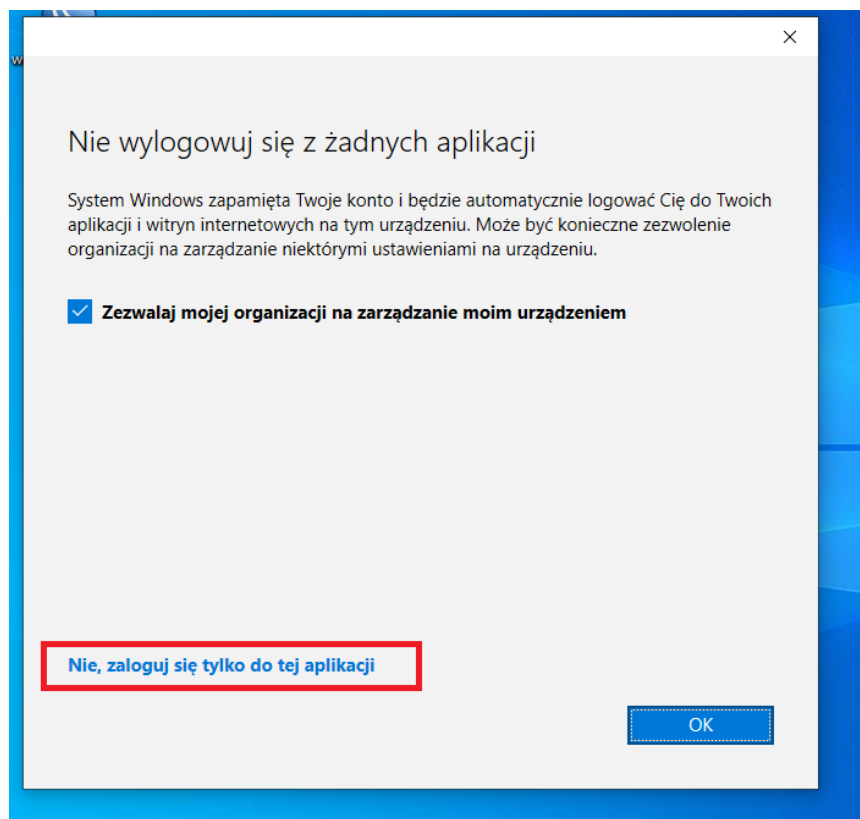 w
Nie wylogowuj się z żadnych aplikacji
System Windows zapamięta Twoje konto i będzie automatycznie logować Cię do Twoich
aplikacji i witryn internetowych na tym urządzeniu. Może być konieczne zezwolenie
organizacji na zarządzanie niektórymi ustawieniami na urządzeniu.
Zezwalaj mojej organizacji na zarządzanie moim urządzeniem
Nie, zaloguj się tylko do tej aplikacji
OK